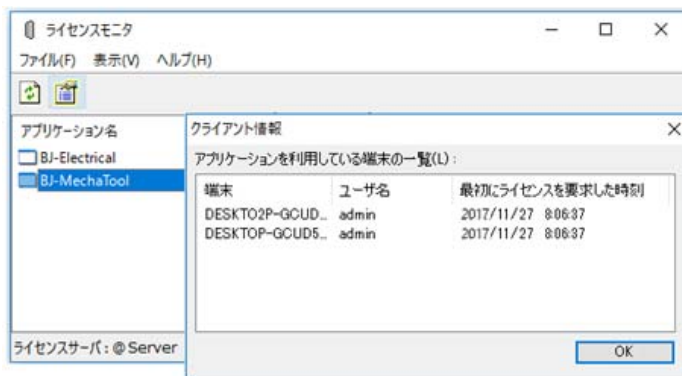 ライセンスモニタ
ファイル(F) 表示(V) ヘルプ(H)
アプリケーション名
BJ-Electrical
BJ-MechaTool
ライセンスサーバ: @Server
クライアント情報
アプリケーションを利用している端末の一覧(L):
端末 ユーザ名 最初にライセンスを要求した時刻
DESKTO2P-GCUD... admin 2017/11/27 8:06:37
DESKTOP-GCUD5... admin 2017/11/27 8:06:37
OK